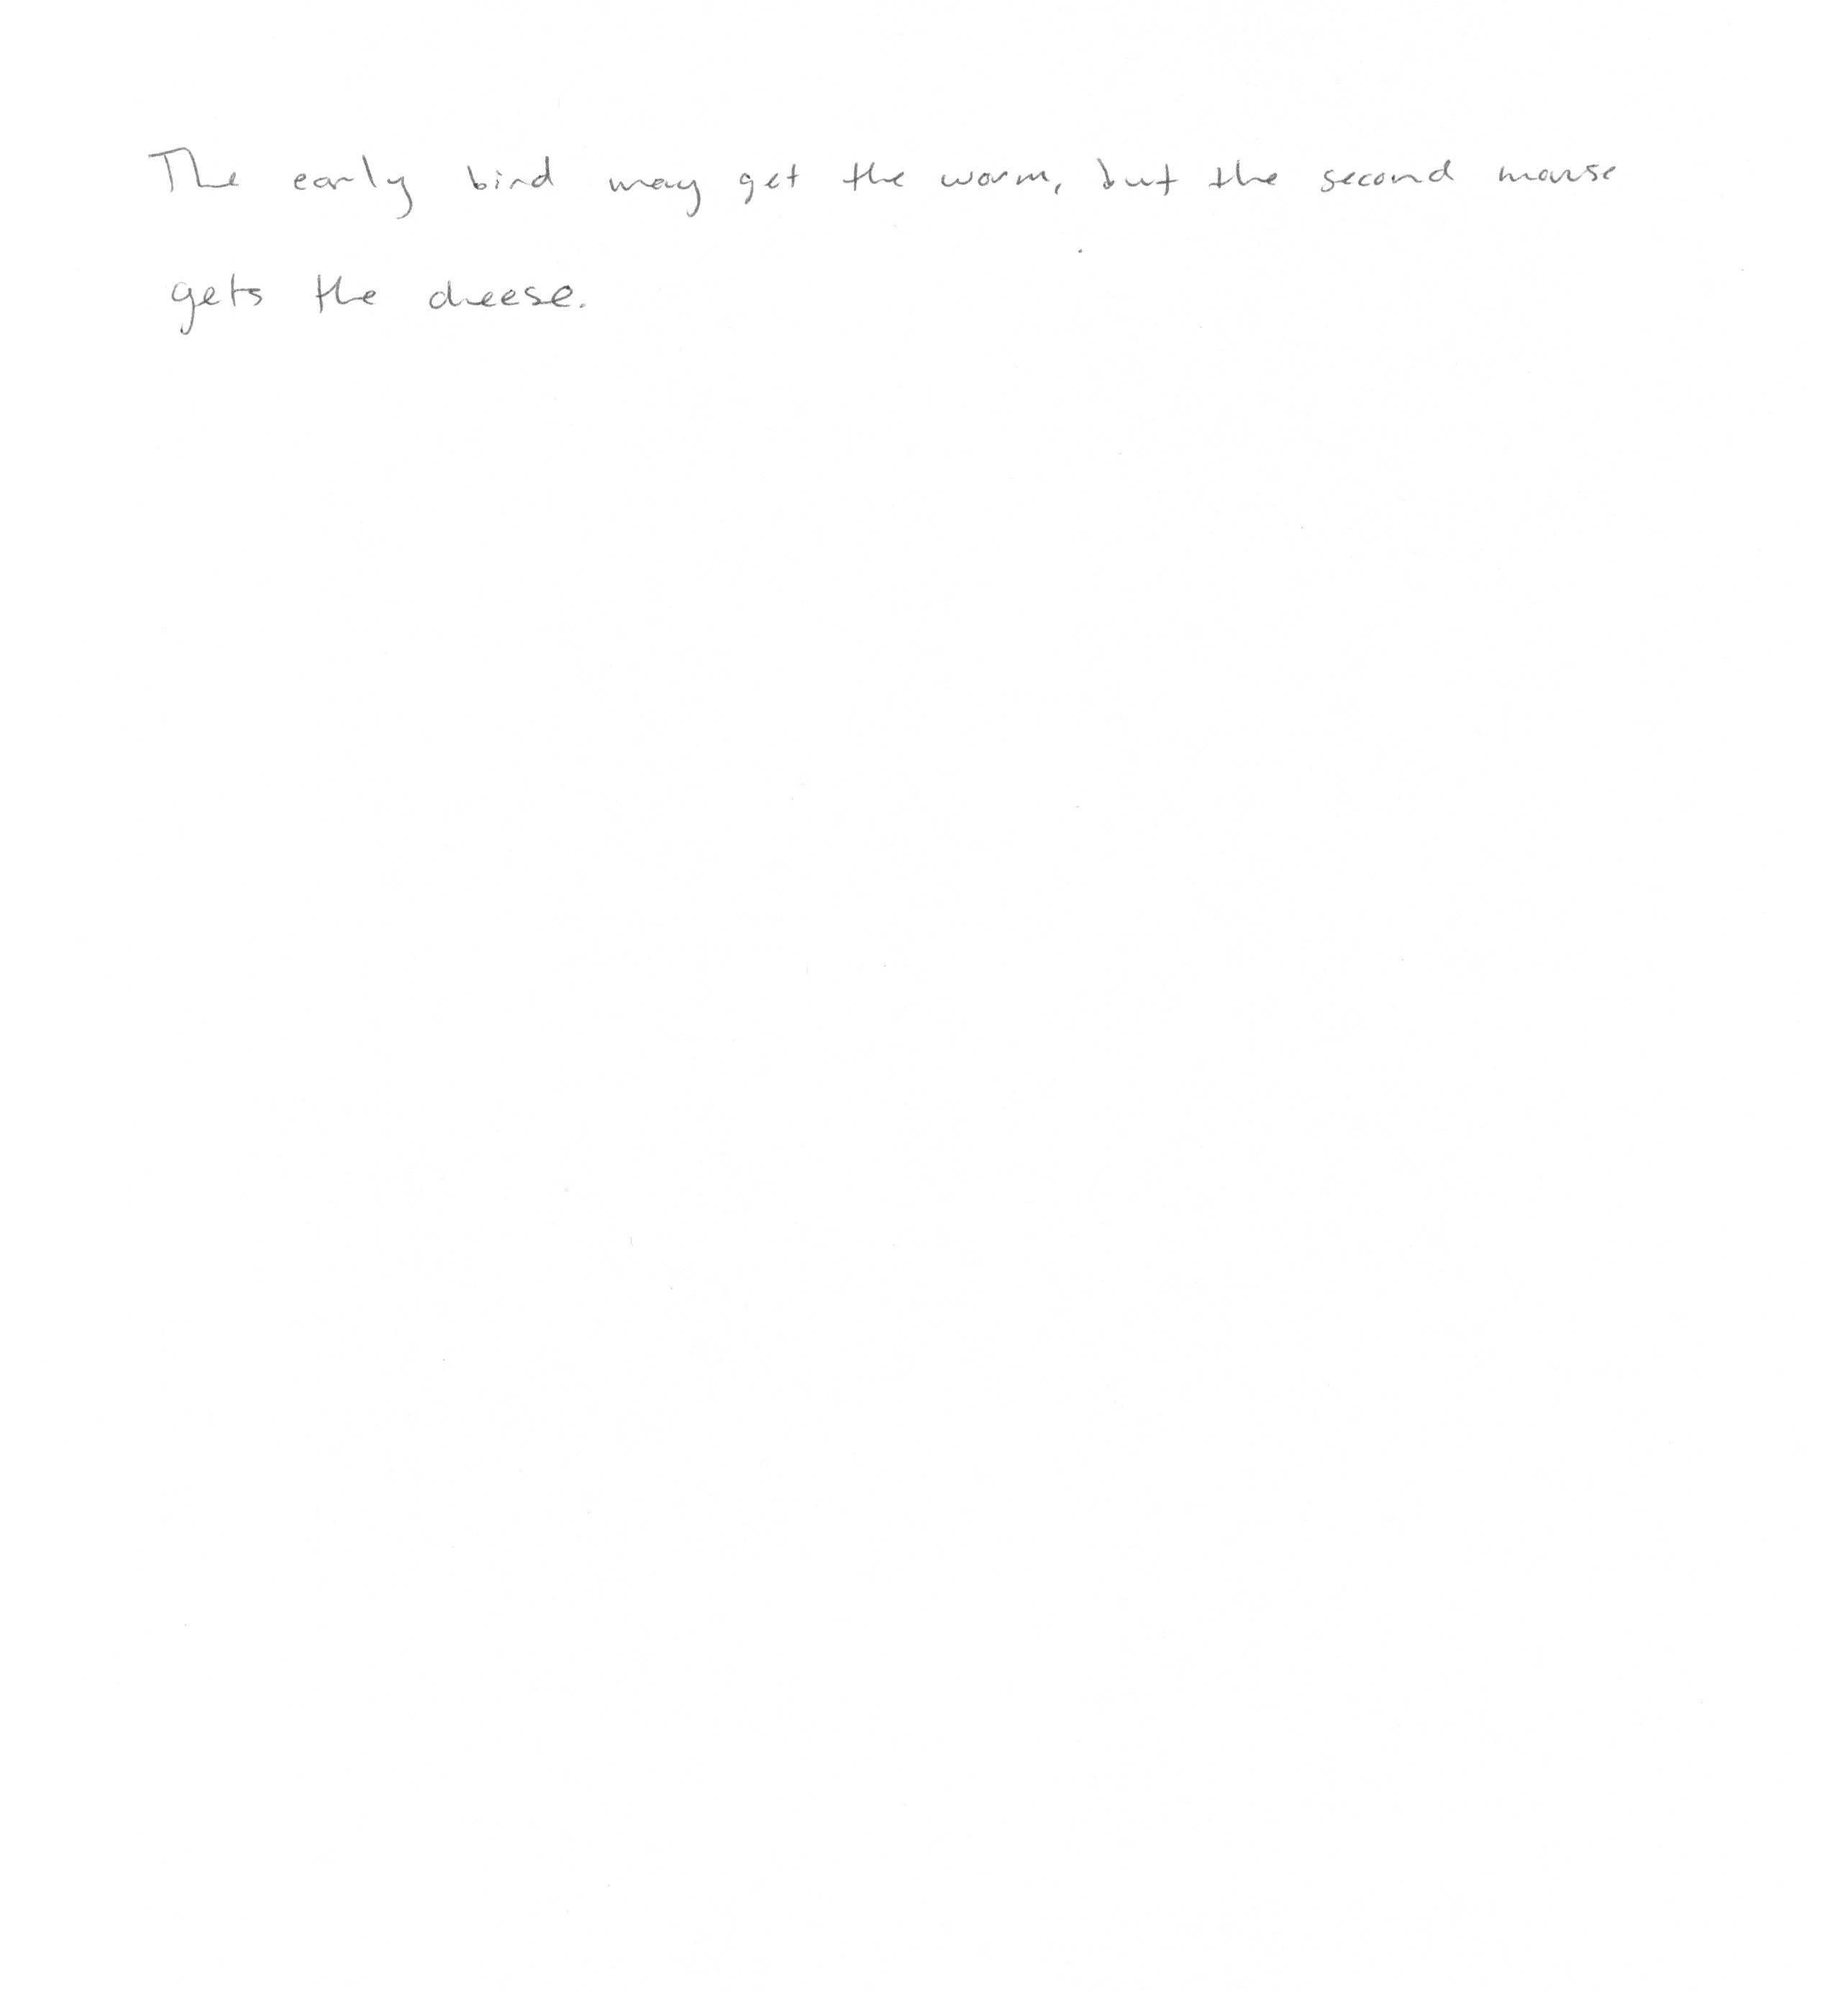 The early bird may get the worm, but the second mouse
gets the cheese.